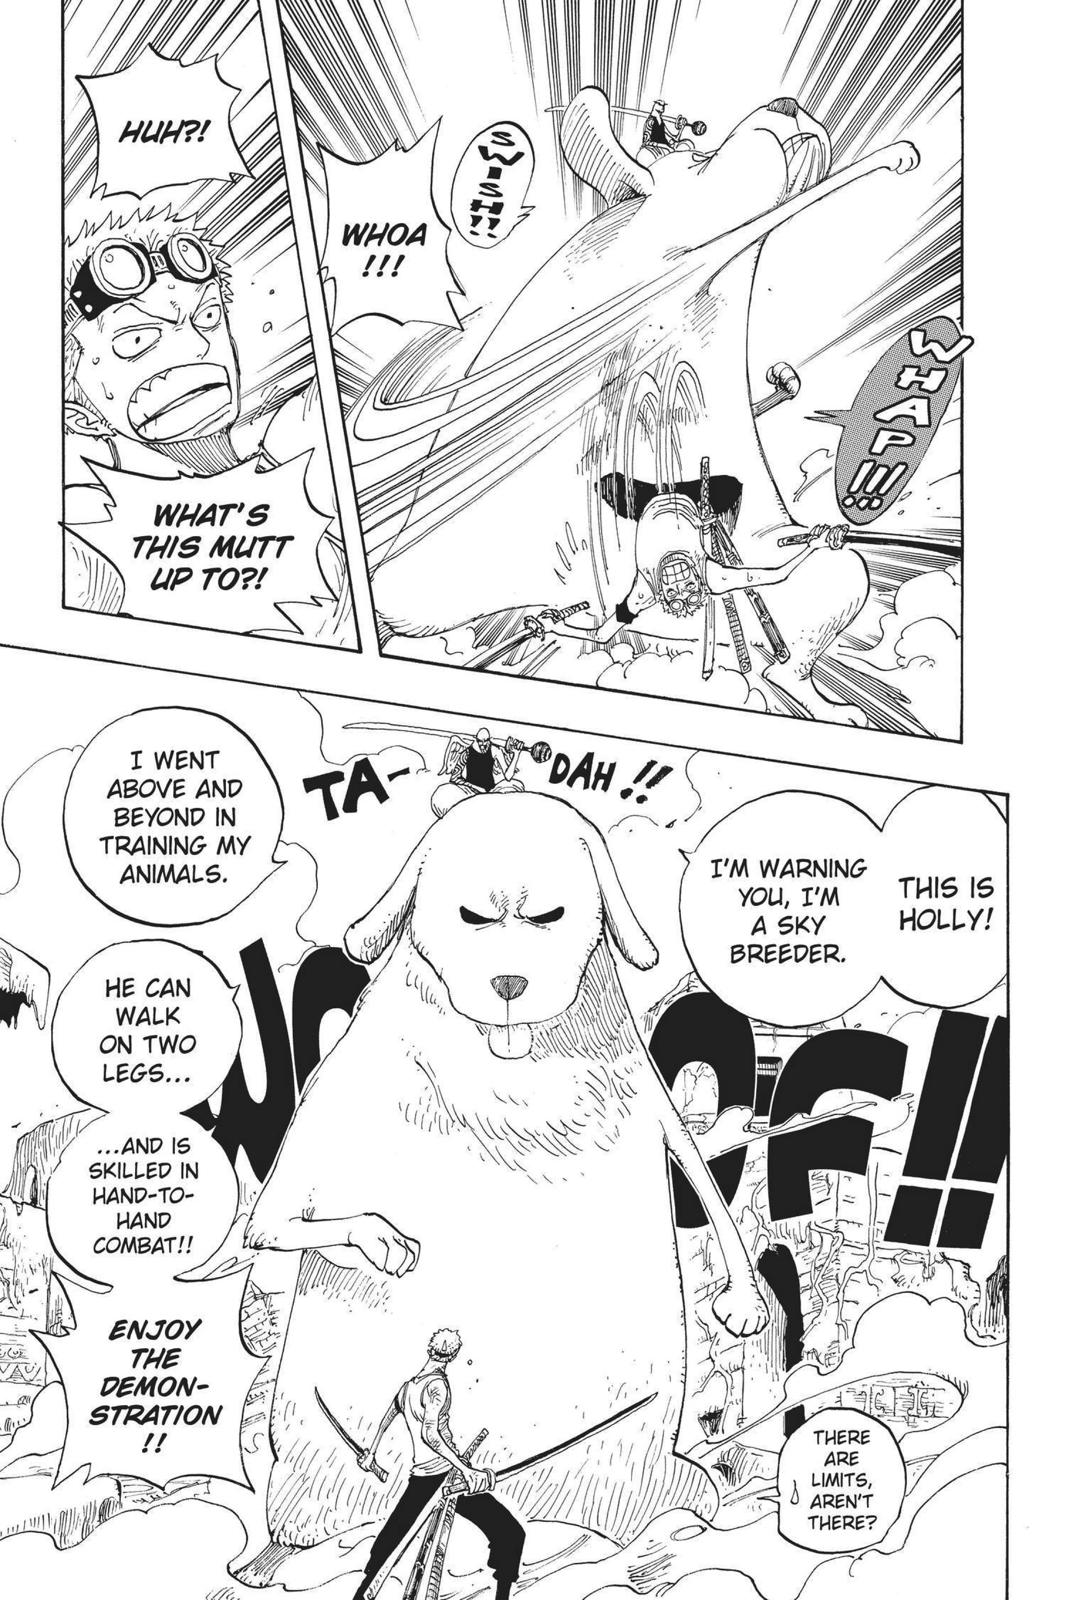 SWISH!!
WHOA
!!!
WHAP!!!
HUH?!
WHAT'S
THIS MUTT
UP TO?!
THIS IS
HOLLY!
I'M WARNING
YOU, I'M
A SKY
BREEDER.
TA-DAH!!
I WENT
ABOVE AND
BEYOND IN
TRAINING MY
ANIMALS.
WOOF!!
HE CAN
WALK
ON TWO
LEGS...
...AND IS
SKILLED IN
HAND-TO-
HAND
COMBAT!!
ENJOY
THE
DEMON-
STRATION
!!
THERE
ARE
LIMITS,
AREN'T
THERE?